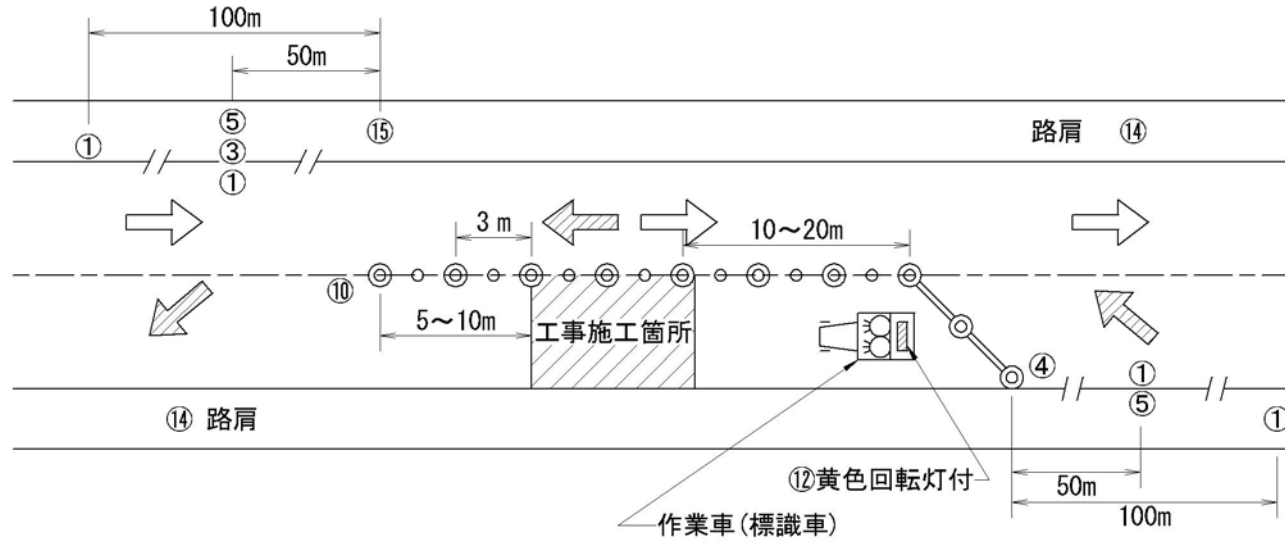 100m
50m
⑤
⑮
路肩 ⑭
①
③
①
3 m
10～20m
⑩
5～10m
工事施工箇所
④
①
⑤
⑭ 路肩
①
⑫黄色回転灯付
50m
100m
作業車(標識車)